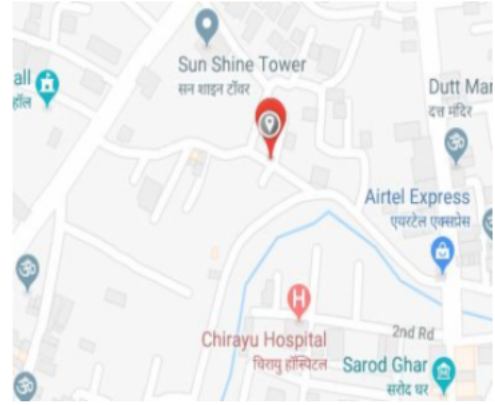 Sun Shine Tower
सन शाइन टॉवर
all
हॉल
Dutt Mar
दत्त मंदिर
Airtel Express
एयरटेल एक्सप्रेस
H
Chirayu Hospital
चिरायु हॉस्पिटल
2nd Rd
Sarod Ghar
सरोद घर
ॐ
ॐ
ॐ